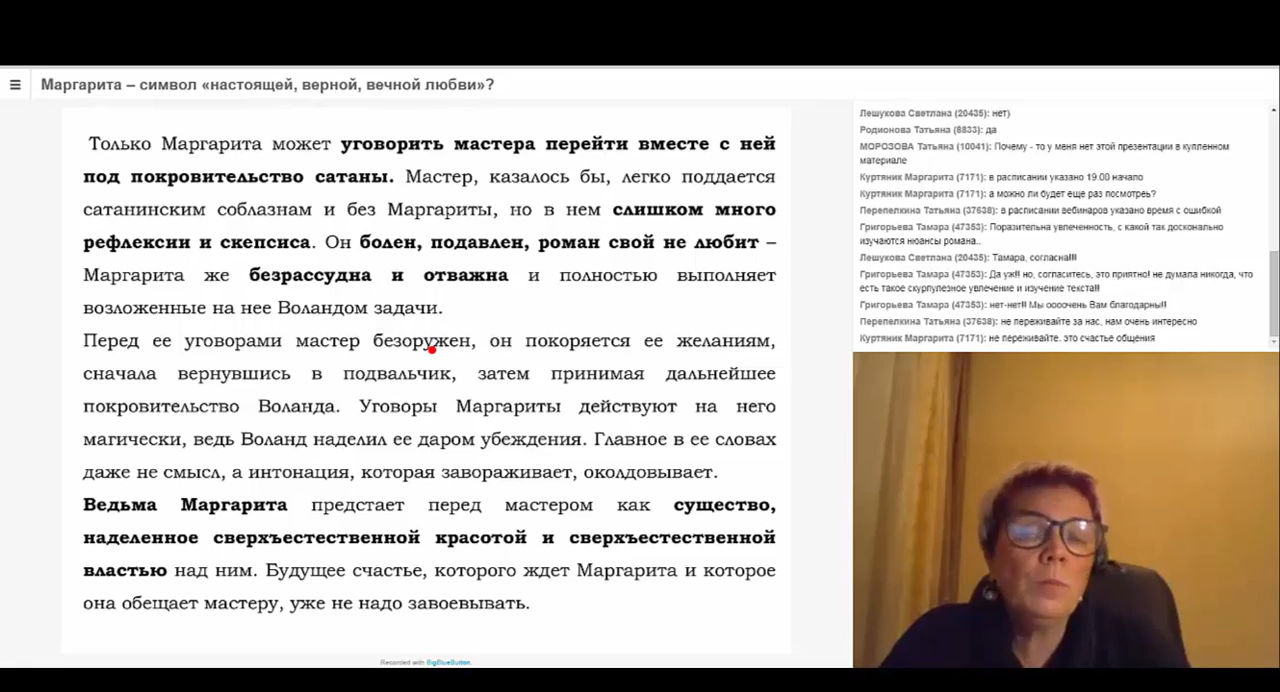 Маргарита – символ «настоящей, верной, вечной любви»?
Только Маргарита может уговорить мастера перейти вместе с ней
под покровительство сатаны. Мастер, казалось бы, легко поддается
сатанинским соблазнам и без Маргариты, но в нем слишком много
рефлексии и скепсиса. Он болен, подавлен, роман свой не любит –
Маргарита же безрассудна и отважна и полностью выполняет
возложенные на нее Воландом задачи.
Перед ее уговорами мастер безоружен, он покоряется ее желаниям,
сначала вернувшись в подвальчик, затем принимая дальнейшее
покровительство Воланда. Уговоры Маргариты действуют на него
магически, ведь Воланд наделил ее даром убеждения. Главное в ее словах
даже не смысл, а интонация, которая завораживает, околдовывает.
Ведьма Маргарита предстает перед мастером как существо,
наделенное сверхъестественной красотой и сверхъестественной
властью над ним. Будущее счастье, которого ждет Маргарита и которое
она обещает мастеру, уже не надо завоевывать.
Лешукова Светлана (20435): нет)
Родионова Татьяна (8833): да
МОРОЗОВА Татьяна (10041): Почему - то у меня нет этой презентации в купленном
материале
Куртяник Маргарита (7171): в расписании указано 19.00 начало
Куртяник Маргарита (7171): а можно ли будет еще раз посмотреь?
Перепелкина Татьяна (37638): в расписании вебинаров указано время с ошибкой
Григорьева Тамара (47353): Поразительна увлеченность, с какой так досконально
изучаются нюансы романа..
Лешукова Светлана (20435): Тамара, согласна!!!
Григорьева Тамара (47353): Да уж!! но, согласитесь, это приятно! не думала никогда, что
есть такое скурпулезное увлечение и изучение текста!!!
Григорьева Тамара (47353): нет-нет!! Мы оооочень Вам благодарны!!
Перепелкина Татьяна (37638): не переживайте за нас, нам очень интересно
Куртяник Маргарита (7171): не переживайте. это счастье общения
Recorded with BigBlueButton.